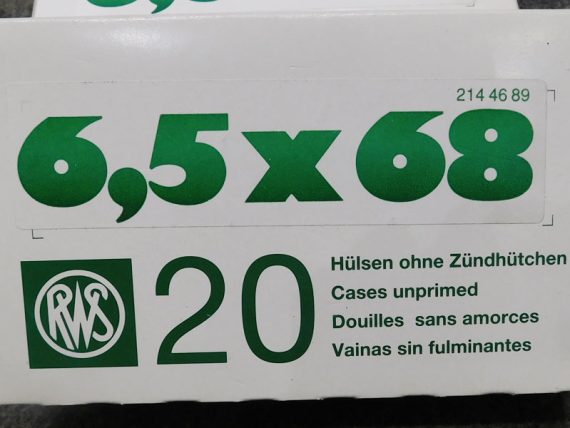 214 46 89
6,5 x 68
RWS
20
Hülsen ohne Zündhütchen
Cases unprimed
Douilles sans amorces
Vainas sin fulminantes